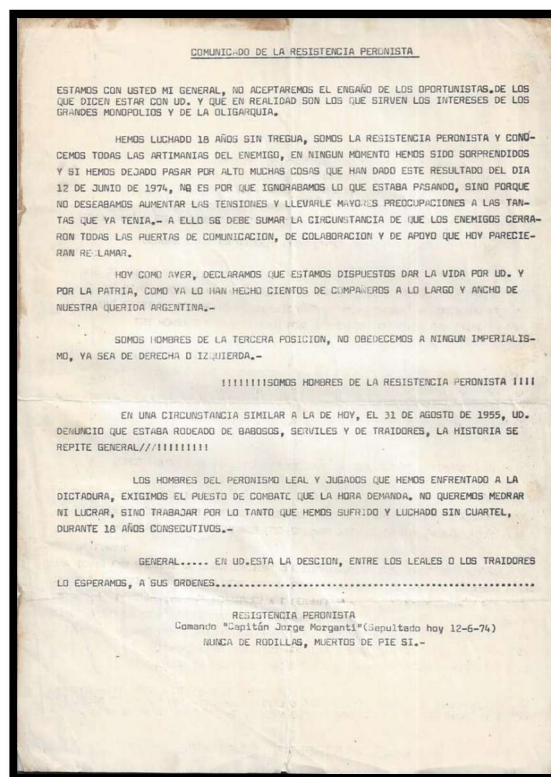 COMUNICADO DE LA RESISTENCIA PERONISTA
ESTAMOS CON USTED MI GENERAL, NO ACEPTAREMOS EL ENGAÑO DE LOS OPORTUNISTAS.DE LOS
QUE DICEN ESTAR CON UD. Y QUE EN REALIDAD SON LOS QUE SIRVEN LOS INTERESES DE LOS
GRANDES MONOPOLIOS Y DE LA OLIGARQUIA.
HEMOS LUCHADO 18 AÑOS SIN TREGUA, SOMOS LA RESISTENCIA PERONISTA Y CONO-
CEMOS TODAS LAS ARTIMANIAS DEL ENEMIGO, EN NINGUN MOMENTO HEMOS SIDO SORPRENDIDOS
Y SI HEMOS DEJADO PASAR POR ALTO MUCHAS COSAS QUE HAN DADO ESTE RESULTADO DEL DIA
12 DE JUNIO DE 1974, NO ES POR QUE IGNORABAMOS LO QUE ESTABA PASANDO, SINO PORQUE
NO DESEABAMOS AUMENTAR LAS TENSIONES Y LLEVARLE MAYORES PREOCUPACIONES A LAS TAN-
TAS QUE YA TENIA.- A ELLO SE DEBE SUMAR LA CIRCUNSTANCIA DE QUE LOS ENEMIGOS CERRA-
RON TODAS LAS PUERTAS DE COMUNICACION, DE COLABORACION Y DE APOYO QUE HOY PARECIE-
RAN RECLAMAR.
HOY COMO AYER, DECLARAMOS QUE ESTAMOS DISPUESTOS DAR LA VIDA POR UD. Y
POR LA PATRIA, COMO YA LO HAN HECHO CIENTOS DE COMPAÑEROS A LO LARGO Y ANCHO DE
NUESTRA QUERIDA ARGENTINA.-
SOMOS HOMBRES DE LA TERCERA POSICION, NO OBEDECEMOS A NINGUN IMPERIALIS-
MO, YA SEA DE DERECHA O IZQUIERDA.-
!!!!!!!!SOMOS HOMBRES DE LA RESISTENCIA PERONISTA !!!!
EN UNA CIRCUNSTANCIA SIMILAR A LA DE HOY, EL 31 DE AGOSTO DE 1955, UD.
DENUNCIO QUE ESTABA RODEADO DE BABOSOS, SERVILES Y DE TRAIDORES, LA HISTORIA SE
REPITE GENERAL///!!!!!!!!!
LOS HOMBRES DEL PERONISMO LEAL Y JUGADOS QUE HEMOS ENFRENTADO A LA
DICTADURA, EXIGIMOS EL PUESTO DE COMBATE QUE LA HORA DEMANDA. NO QUEREMOS MEDRAR
NI LUCRAR, SINO TRABAJAR POR LO TANTO QUE HEMOS SUFRIDO Y LUCHADO SIN CUARTEL,
DURANTE 18 AÑOS CONSECUTIVOS.-
GENERAL..... EN UD.ESTA LA DESCION, ENTRE LOS LEALES O LOS TRAIDORES
LO ESPERAMOS, A SUS ORDENES..................................................
RESISTENCIA PERONISTA
Comando "Capitán Jorge Morganti"(Sepultado hoy 12-6-74)
NUNCA DE RODILLAS, MUERTOS DE PIE SI.-